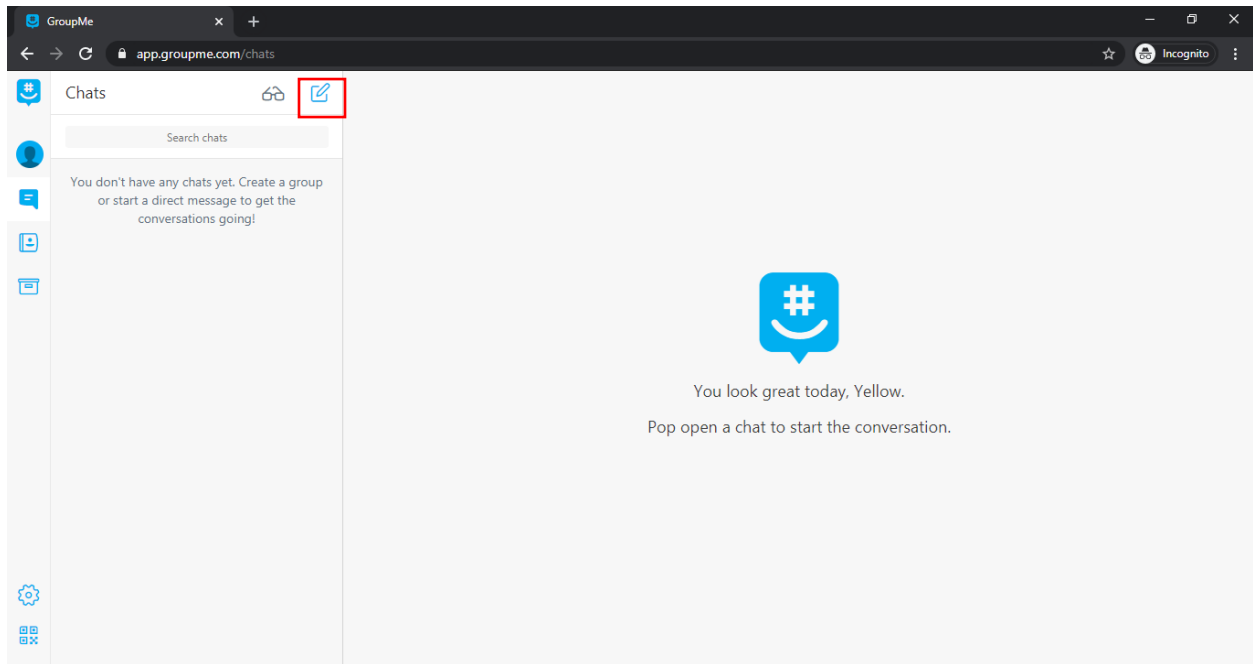 GroupMe
app.groupme.com/chats
Incognito
Chats
Search chats
You don't have any chats yet. Create a group
or start a direct message to get the
conversations going!
#
You look great today, Yellow.
Pop open a chat to start the conversation.